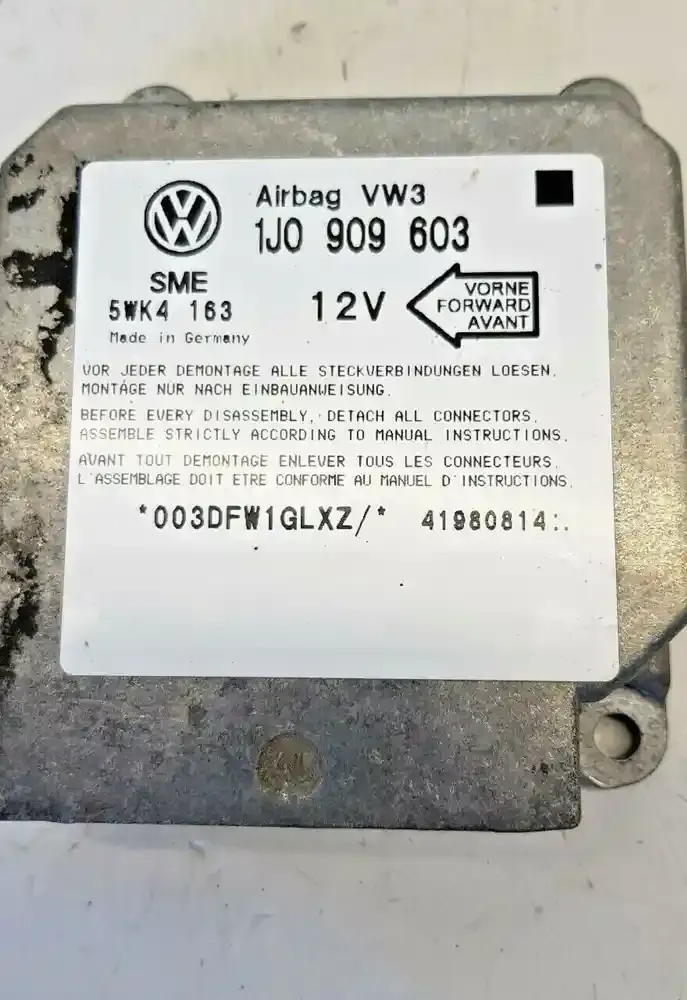 Airbag VW3
1J0 909 603
SME
5WK4 163
Made in Germany
12V
VORNE
FORWARD
AVANT
VOR JEDER DEMONTAGE ALLE STECKVERBINDUNGEN LOESEN.
MONTAGE NUR NACH EINBAUANWEISUNG.
BEFORE EVERY DISASSEMBLY, DETACH ALL CONNECTORS.
ASSEMBLE STRICTLY ACCORDING TO MANUAL INSTRUCTIONS.
AVANT TOUT DEMONTAGE ENLEVER TOUS LES CONNECTEURS.
L'ASSEMBLAGE DOIT ETRE CONFORME AU MANUEL D'INSTRUCTIONS.
*003DFW1GLXZ/* 41980814:.